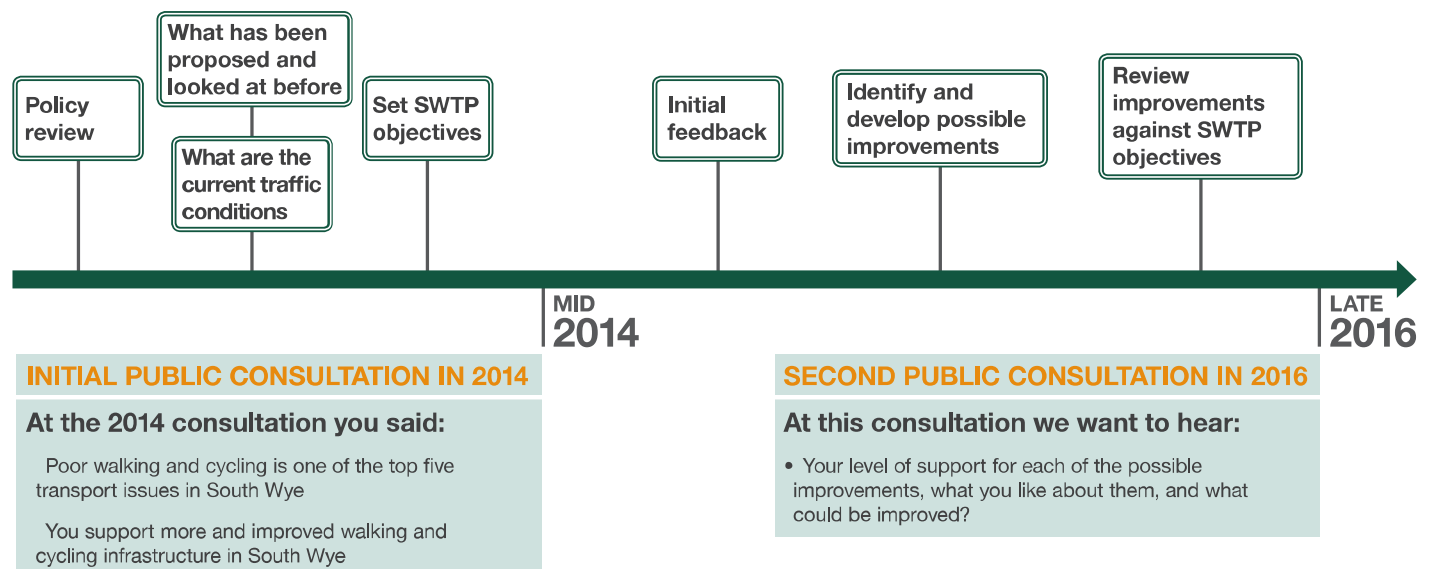 Policy
review
What has been
proposed and
looked at before
What are the
current traffic
conditions
Set SWTP
objectives
Initial
feedback
Identify and
develop possible
improvements
Review
improvements
against SWTP
objectives
MID
2014
LATE
2016
INITIAL PUBLIC CONSULTATION IN 2014
At the 2014 consultation you said:
Poor walking and cycling is one of the top five
transport issues in South Wye
You support more and improved walking and
cycling infrastructure in South Wye
SECOND PUBLIC CONSULTATION IN 2016
At this consultation we want to hear:
• Your level of support for each of the possible
improvements, what you like about them, and what
could be improved?